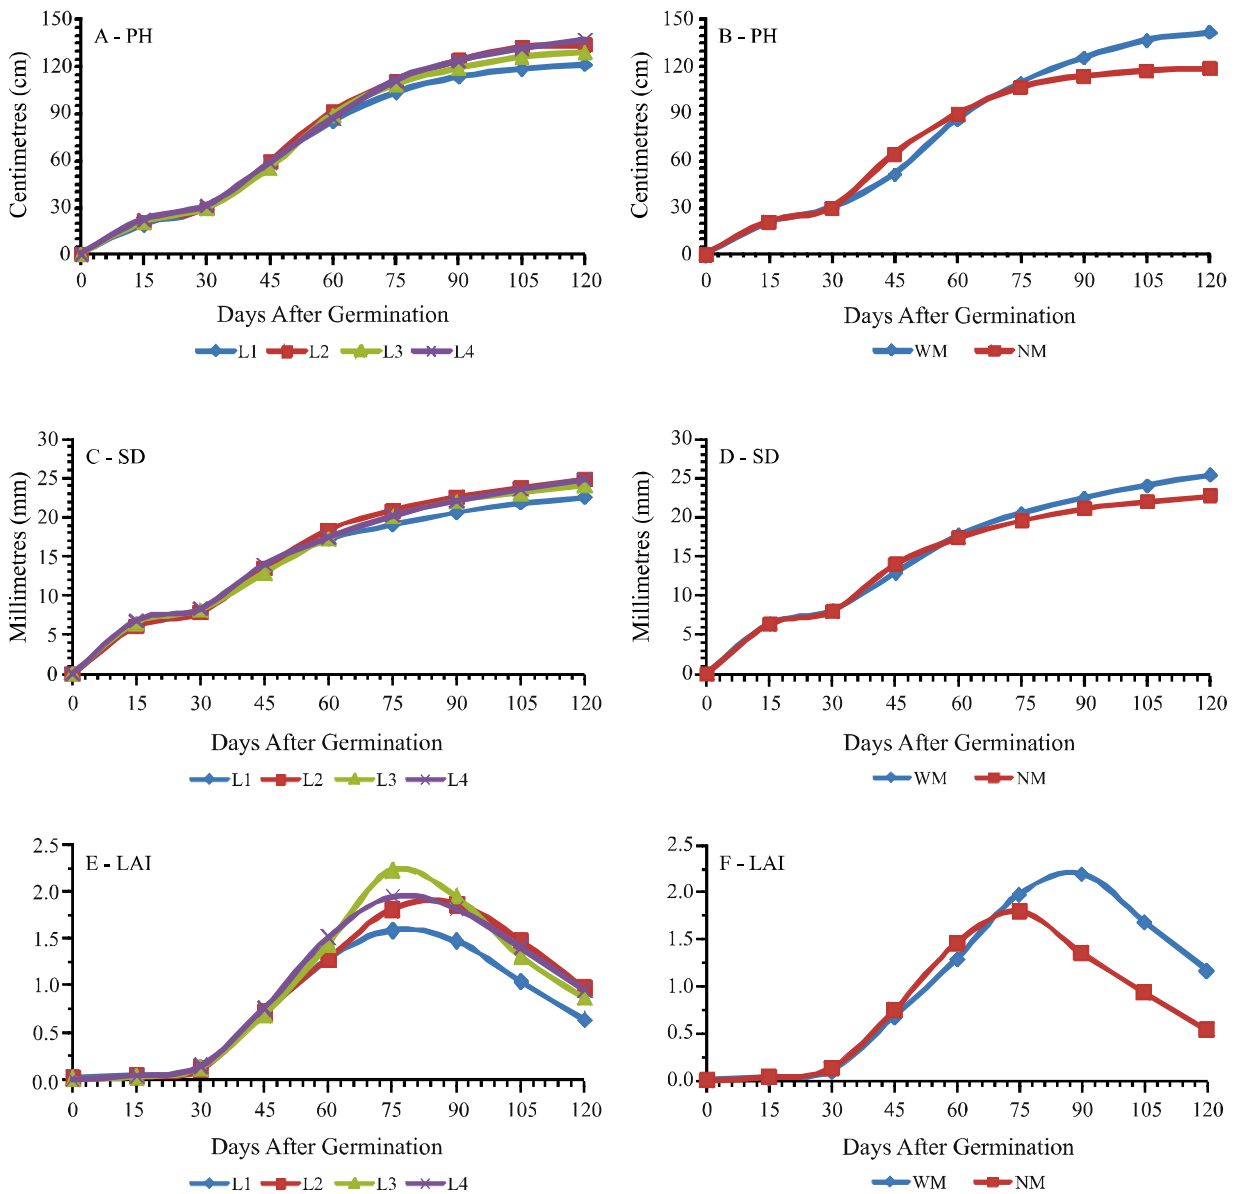 A - PH
Centimetres (cm)
150
120
90
60
30
0
0 15 30 45 60 75 90 105 120
Days After Germination
L1 L2 L3 L4
B - PH
Centimetres (cm)
150
120
90
60
30
0
0 15 30 45 60 75 90 105 120
Days After Germination
WM NM
C - SD
Millimetres (mm)
30
25
20
15
10
5
0
0 15 30 45 60 75 90 105 120
Days After Germination
L1 L2 L3 L4
D - SD
Millimetres (mm)
30
25
20
15
10
5
0
0 15 30 45 60 75 90 105 120
Days After Germination
WM NM
E - LAI
2.5
2.0
1.5
1.0
0.5
0.0
0 15 30 45 60 75 90 105 120
Days After Germination
L1 L2 L3 L4
F - LAI
2.5
2.0
1.5
1.0
0.5
0.0
0 15 30 45 60 75 90 105 120
Days After Germination
WM NM